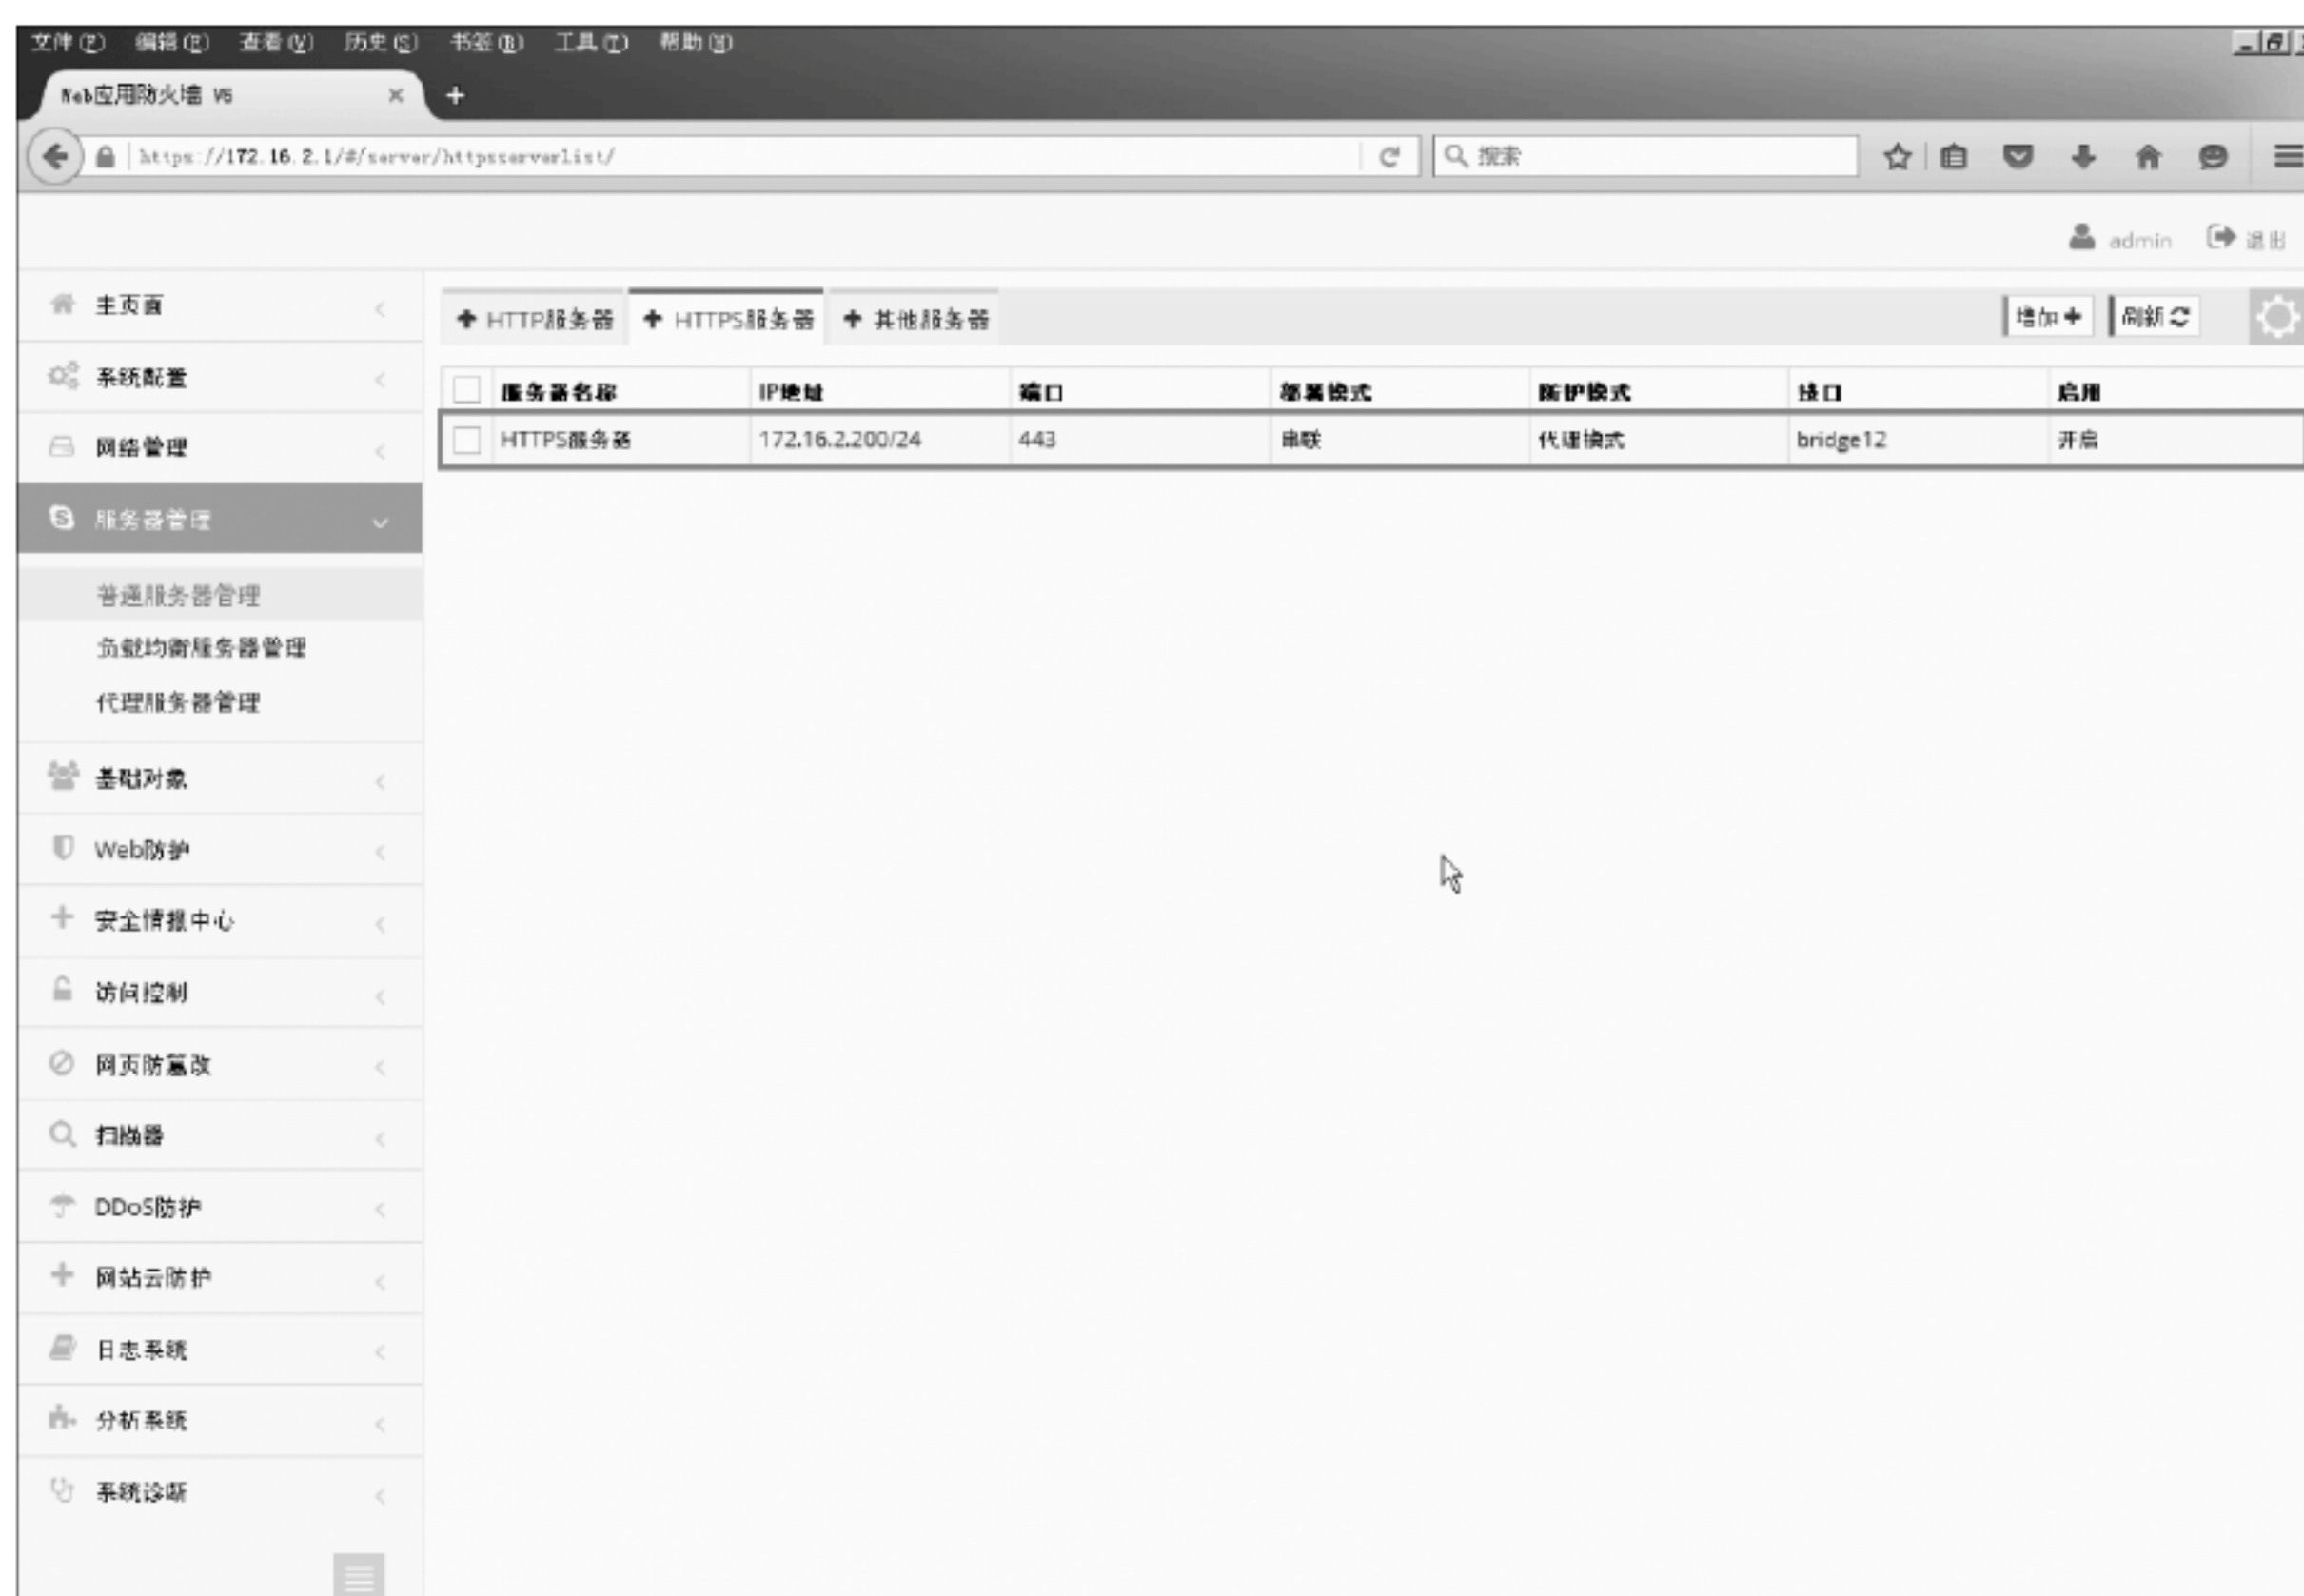 文件(F) 编辑(E) 查看(V) 历史(S) 书签(B) 工具(T) 帮助(H)
Web应用防火墙 V6
https://172.16.2.1/#/server/httpsserverlist/
搜索
admin 退出
主页面
系统配置
网络管理
服务器管理
普通服务器管理
负载均衡服务器管理
代理服务器管理
基础对象
Web防护
安全情报中心
访问控制
网页防篡改
扫描器
DDoS防护
网站云防护
日志系统
分析系统
系统诊断
HTTP服务器 HTTPS服务器 其他服务器 增加 刷新
服务器名称 IP地址 端口 部署模式 防护模式 接口 启用
HTTPS服务器 172.16.2.200/24 443 串联 代理模式 bridge12 开启